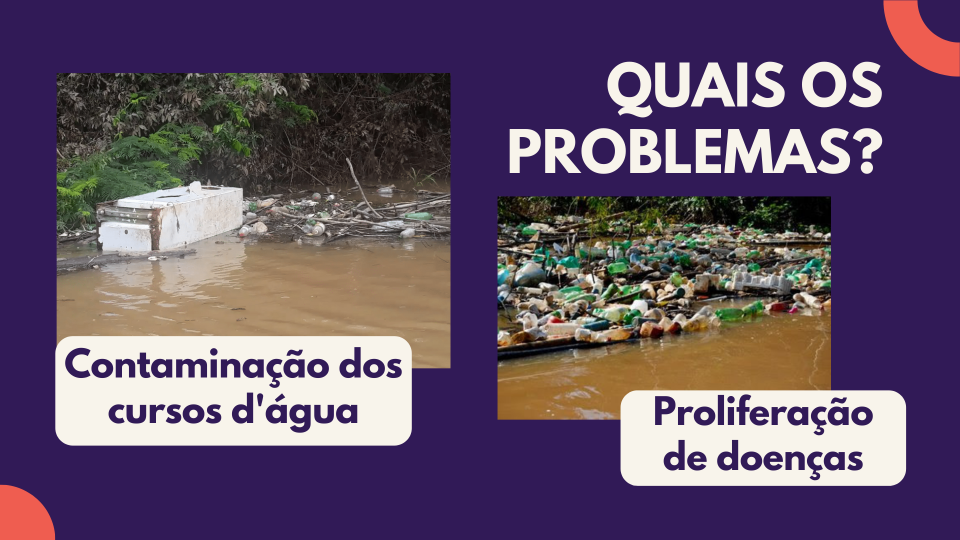 QUAIS OS
PROBLEMAS?
Contaminação dos
cursos d'água
Proliferação
de doenças